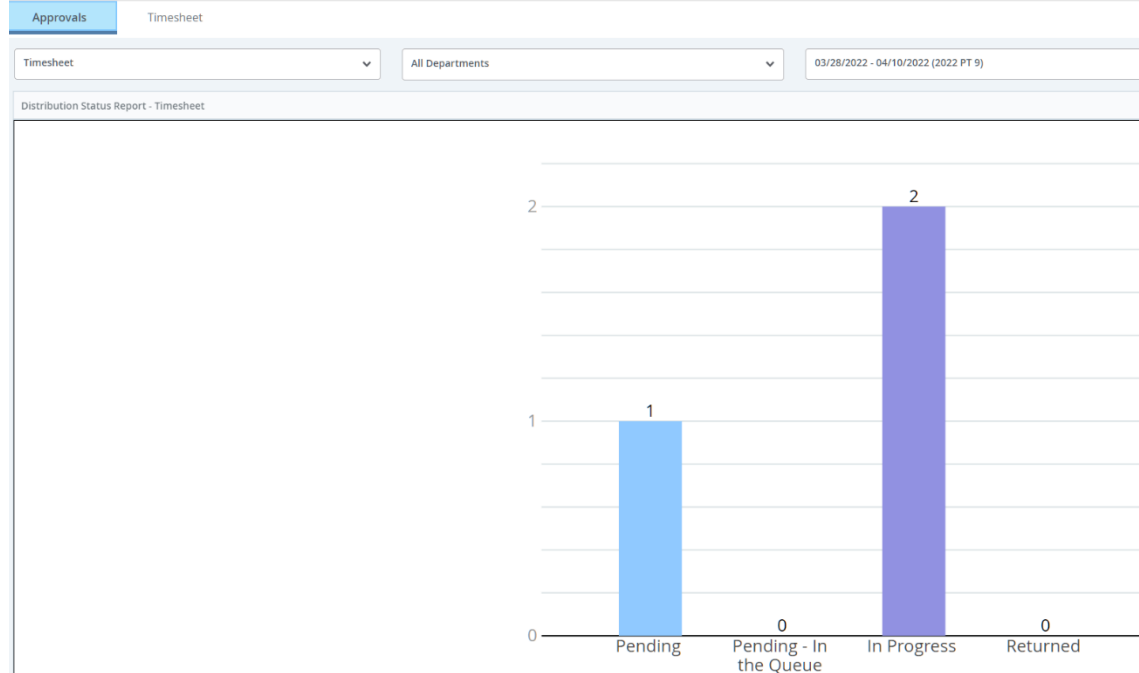 Approvals Timesheet
Timesheet All Departments 03/28/2022 - 04/10/2022 (2022 PT 9)
Distribution Status Report - Timesheet
2
2
1
1
0
0
0
Pending Pending - In In Progress Returned
the Queue